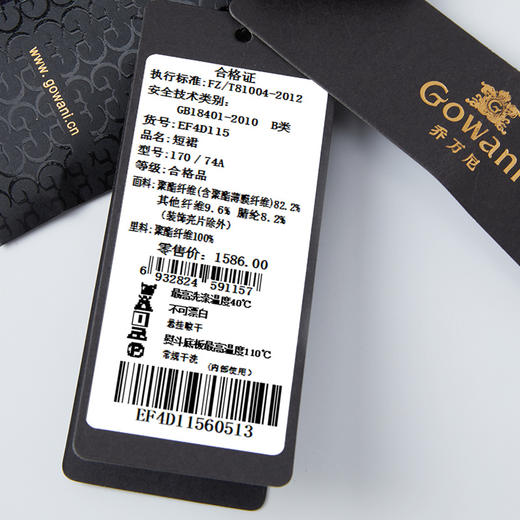 www.gowani.cn
Gowani
乔万尼
合格证
执行标准:FZ/T81004-2012
安全技术类别:
GB18401-2010 B类
货号:EF4D115
品名:短裙
型号:170/74A
等级:合格品
面料:聚酯纤维(含聚酯薄膜纤维)82.2%
其他纤维9.6% 腈纶8.2%
(装饰亮片除外)
里料:聚酯纤维100%
零售价:1586.00
6 932824 591157
最高洗涤温度40℃
不可漂白
悬挂晾干
熨斗底板最高温度110℃
常规干洗 (内部使用)
EF4D11560513